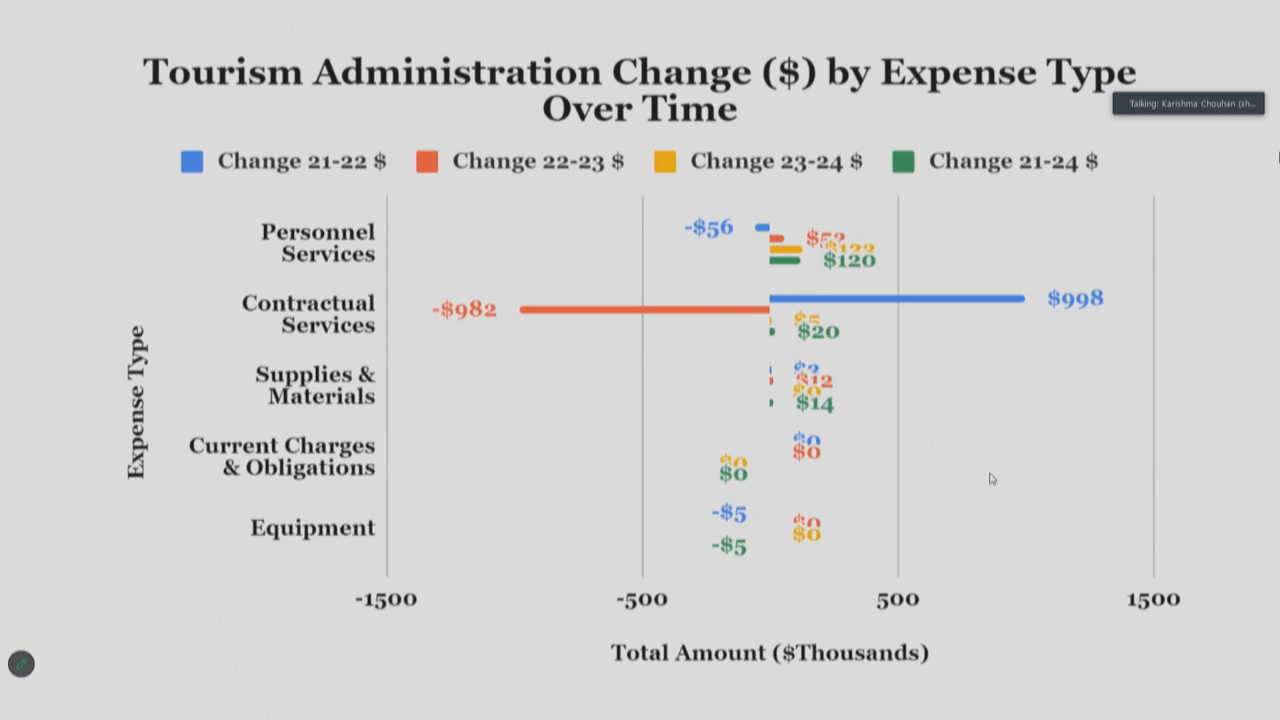 Tourism Administration Change ($) by Expense Type
Over Time
Talking: Karishma Chouhan (sh...
Change 21-22 $
Change 22-23 $
Change 23-24 $
Change 21-24 $
Expense Type
Personnel
Services
-$56
$120
Contractual
Services
-$982
$998
$20
Supplies &
Materials
$12
$14
Current Charges
& Obligations
$0
$0
Equipment
-$5
$0
-$5
-1500
-500
500
1500
Total Amount ($Thousands)